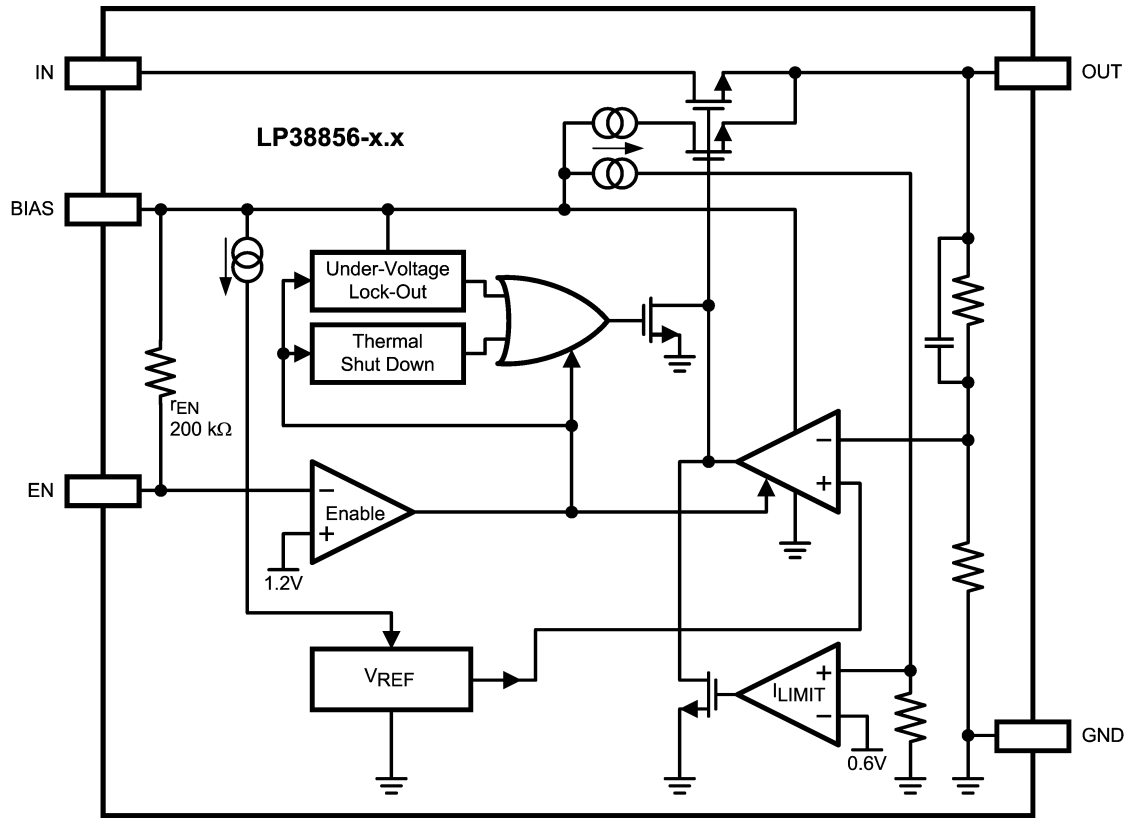 IN
OUT
LP38856-x.x
BIAS
Under-Voltage
Lock-Out
Thermal
Shut Down
rEN
200 kΩ
−
+
EN
−
Enable
+
1.2V
VREF
+
ILIMIT
−
0.6V
GND